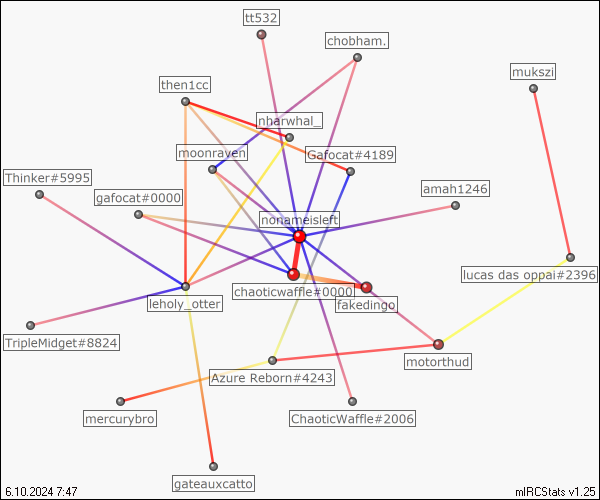 tt532
chobham.
mukszi
then1cc
nharwhal_
moonraven
Gafocat#4189
Thinker#5995
gafocat#0000
amah1246
nonameisleft
lucas das oppai#2396
chaoticwaffle#0000
leholy_otter
fakedingo
TripleMidget#8824
motorthud
Azure Reborn#4243
mercurybro
ChaoticWaffle#2006
gateauxcatto
6.10.2024 7:47
mIRCStats v1.25